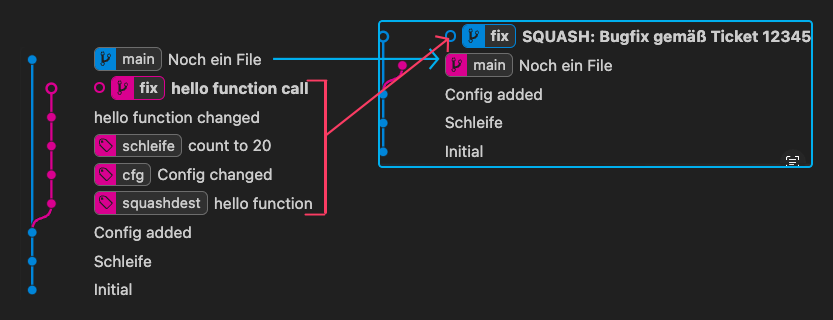 main Noch ein File
fix hello function call
hello function changed
schleife count to 20
cfg Config changed
squashdest hello function
Config added
Schleife
Initial
fix SQUASH: Bugfix gemäß Ticket 12345
main Noch ein File
Config added
Schleife
Initial